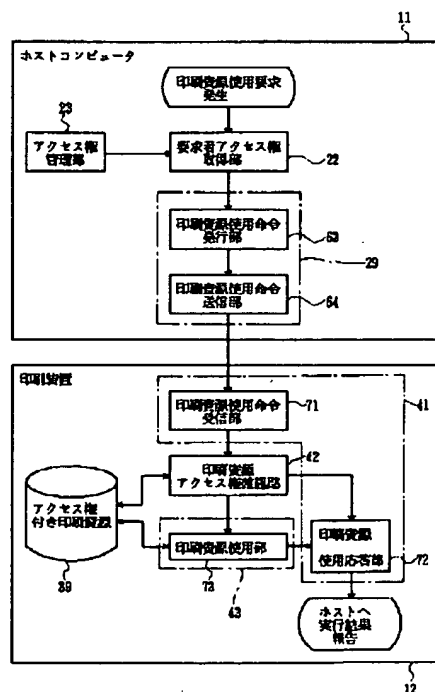 11
ホストコンピュータ
印刷資源使用要求
発生
23
アクセス権
管理部
要求者アクセス権
取得部
22
印刷資源使用命令
発行部
63
29
印刷資源使用命令
送信部
64
印刷装置
印刷資源使用命令
受信部
71
41
印刷資源
アクセス権確認部
42
アクセス権
付き印刷資源
39
印刷資源使用部
73
43
印刷資源
使用応答部
72
ホストへ
実行結果
報告
12